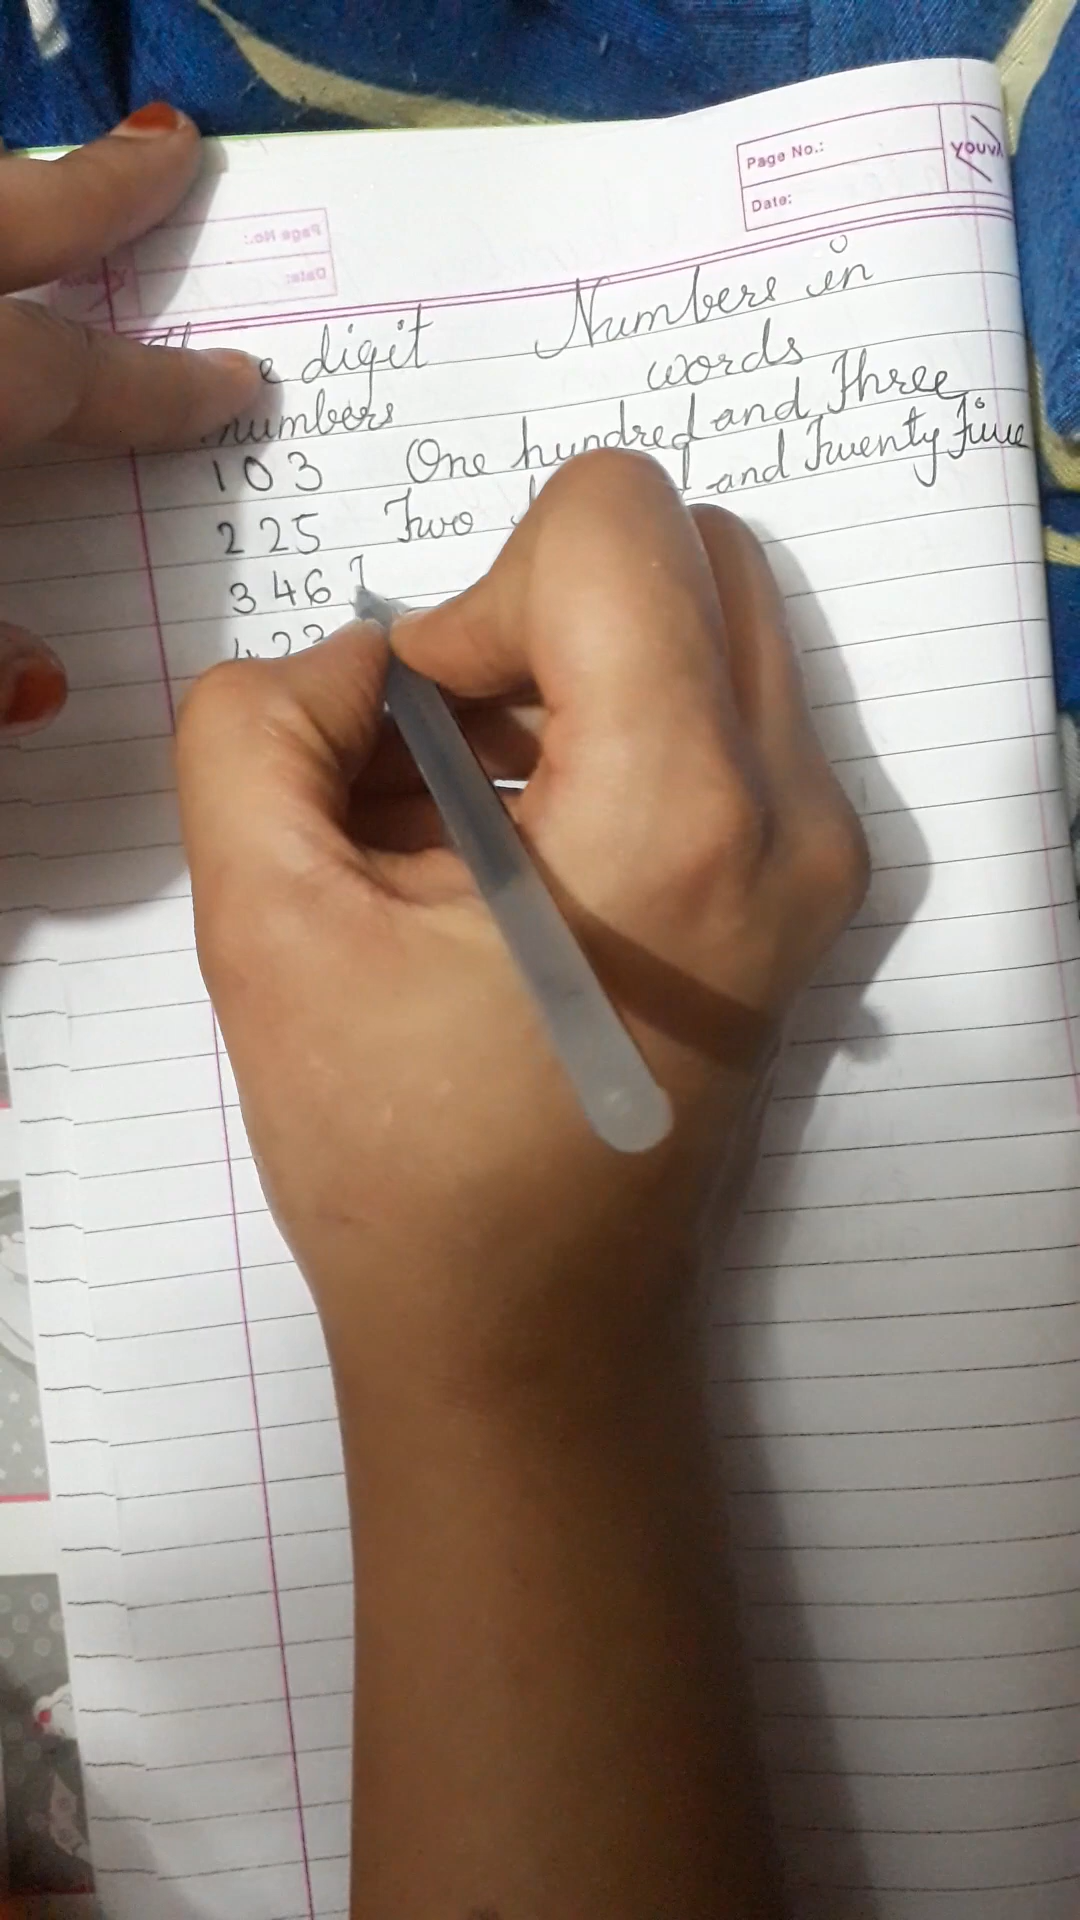 Page No.:
Date:
youva
digit Numbers in
numbers words
103 One hundred and Three
225 Two and Twenty five
346